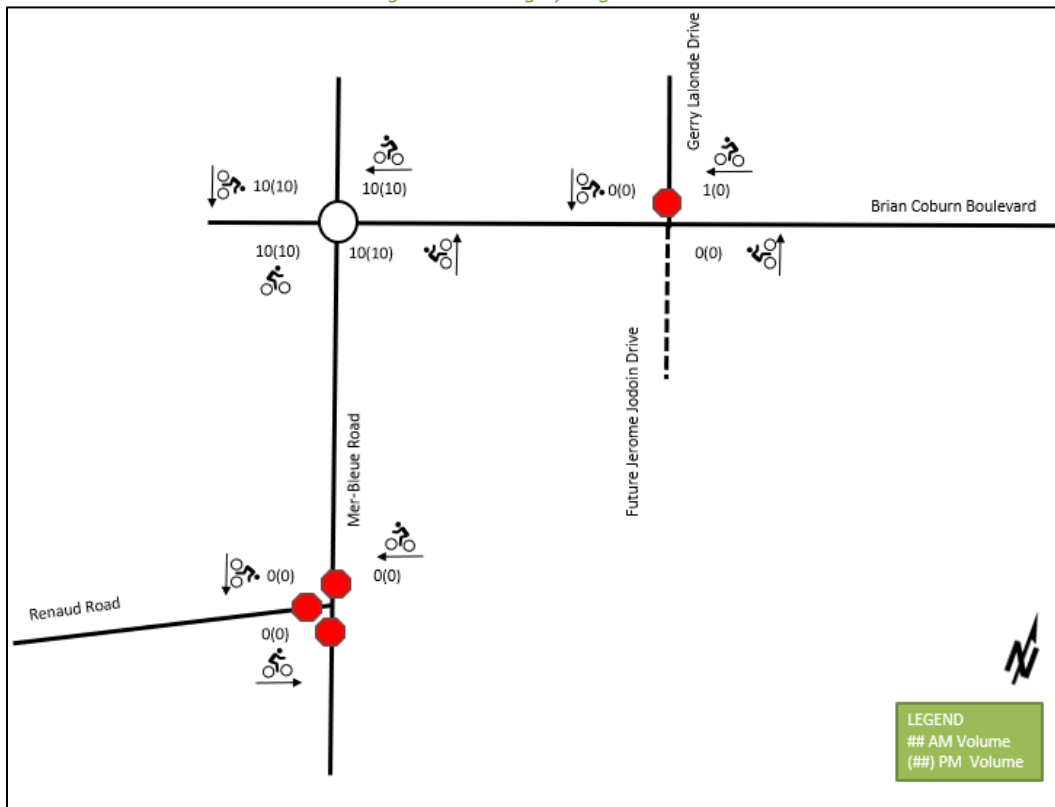 Gerry Lalonde Drive
10(10)
10(10)
0(0)
1(0)
Brian Coburn Boulevard
10(10)
10(10)
0(0)
Future Jerome Jodoin Drive
Mer-Bleue Road
0(0)
0(0)
Renaud Road
0(0)
N
LEGEND
## AM Volume
(##) PM Volume